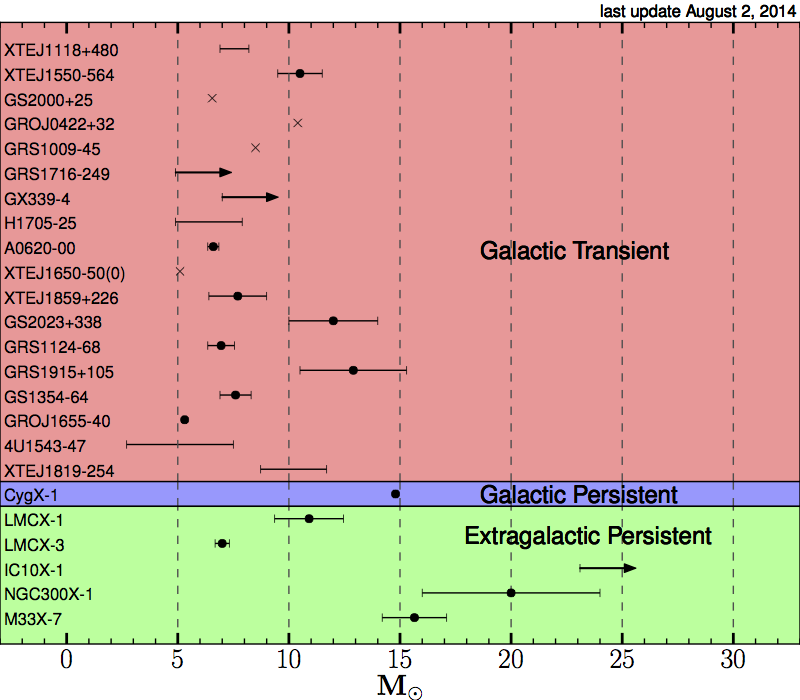 last update August 2, 2014
XTEJ1118+480
XTEJ1550-564
GS2000+25
GROJ0422+32
GRS1009-45
GRS1716-249
GX339-4
H1705-25
A0620-00
Galactic Transient
XTEJ1650-50(0)
XTEJ1859+226
GS2023+338
GRS1124-68
GRS1915+105
GS1354-64
GROJ1655-40
4U1543-47
XTEJ1819-254
CygX-1
Galactic Persistent
LMCX-1
Extragalactic Persistent
LMCX-3
IC10X-1
NGC300X-1
M33X-7
0 5 10 15 20 25 30
M☉